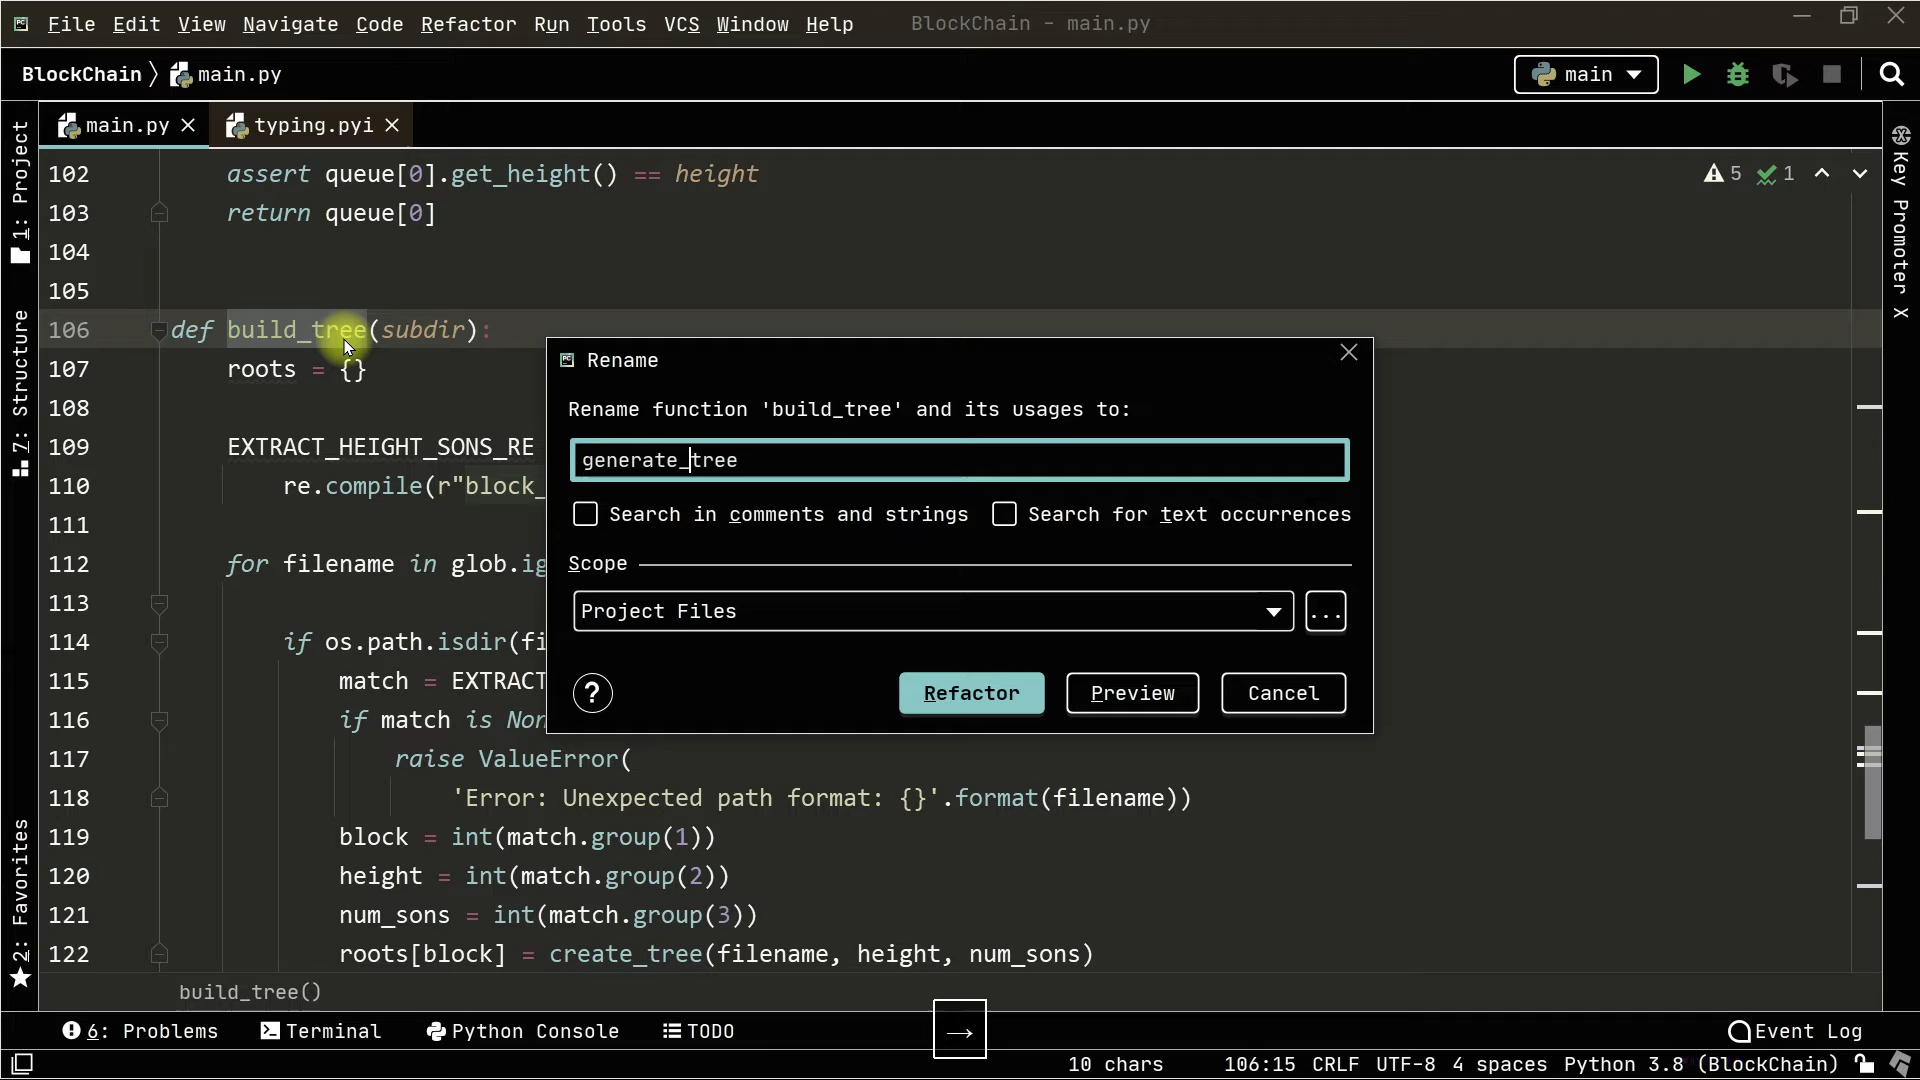 File Edit View Navigate Code Refactor Run Tools VCS Window Help BlockChain - main.py
BlockChain main.py main
main.py typing.pyi
1: Project
7: Structure
2: Favorites
Key Promoter X
5 1
102 assert queue[0].get_height() == height
103 return queue[0]
104
105
106 def build_tree(subdir):
107 roots = {}
108
109 EXTRACT_HEIGHT_SONS_RE
110 re.compile(r"block_
111
112 for filename in glob.ig
113
114 if os.path.isdir(fi
115 match = EXTRACT
116 if match is Non
117 raise ValueError(
118 'Error: Unexpected path format: {}'.format(filename))
119 block = int(match.group(1))
120 height = int(match.group(2))
121 num_sons = int(match.group(3))
122 roots[block] = create_tree(filename, height, num_sons)
Rename
Rename function 'build_tree' and its usages to:
generate_tree
Search in comments and strings Search for text occurrences
Scope
Project Files ...
? Refactor Preview Cancel
build_tree()
6: Problems Terminal Python Console TODO → Event Log
10 chars 106:15 CRLF UTF-8 4 spaces Python 3.8 (BlockChain)